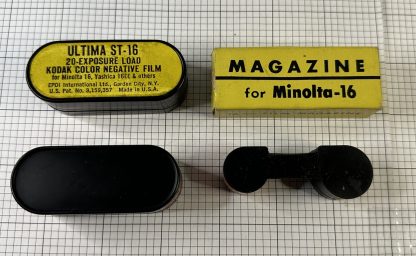 ULTIMA ST-16
20-EXPOSURE LOAD
KODAK COLOR NEGATIVE FILM
for Minolta 16, Yashica 16EE & others
EPOI International Ltd., Garden City, N.Y.
U.S. Pat. No. 3,159,357 Made in U.S.A.
MAGAZINE
for Minolta-16